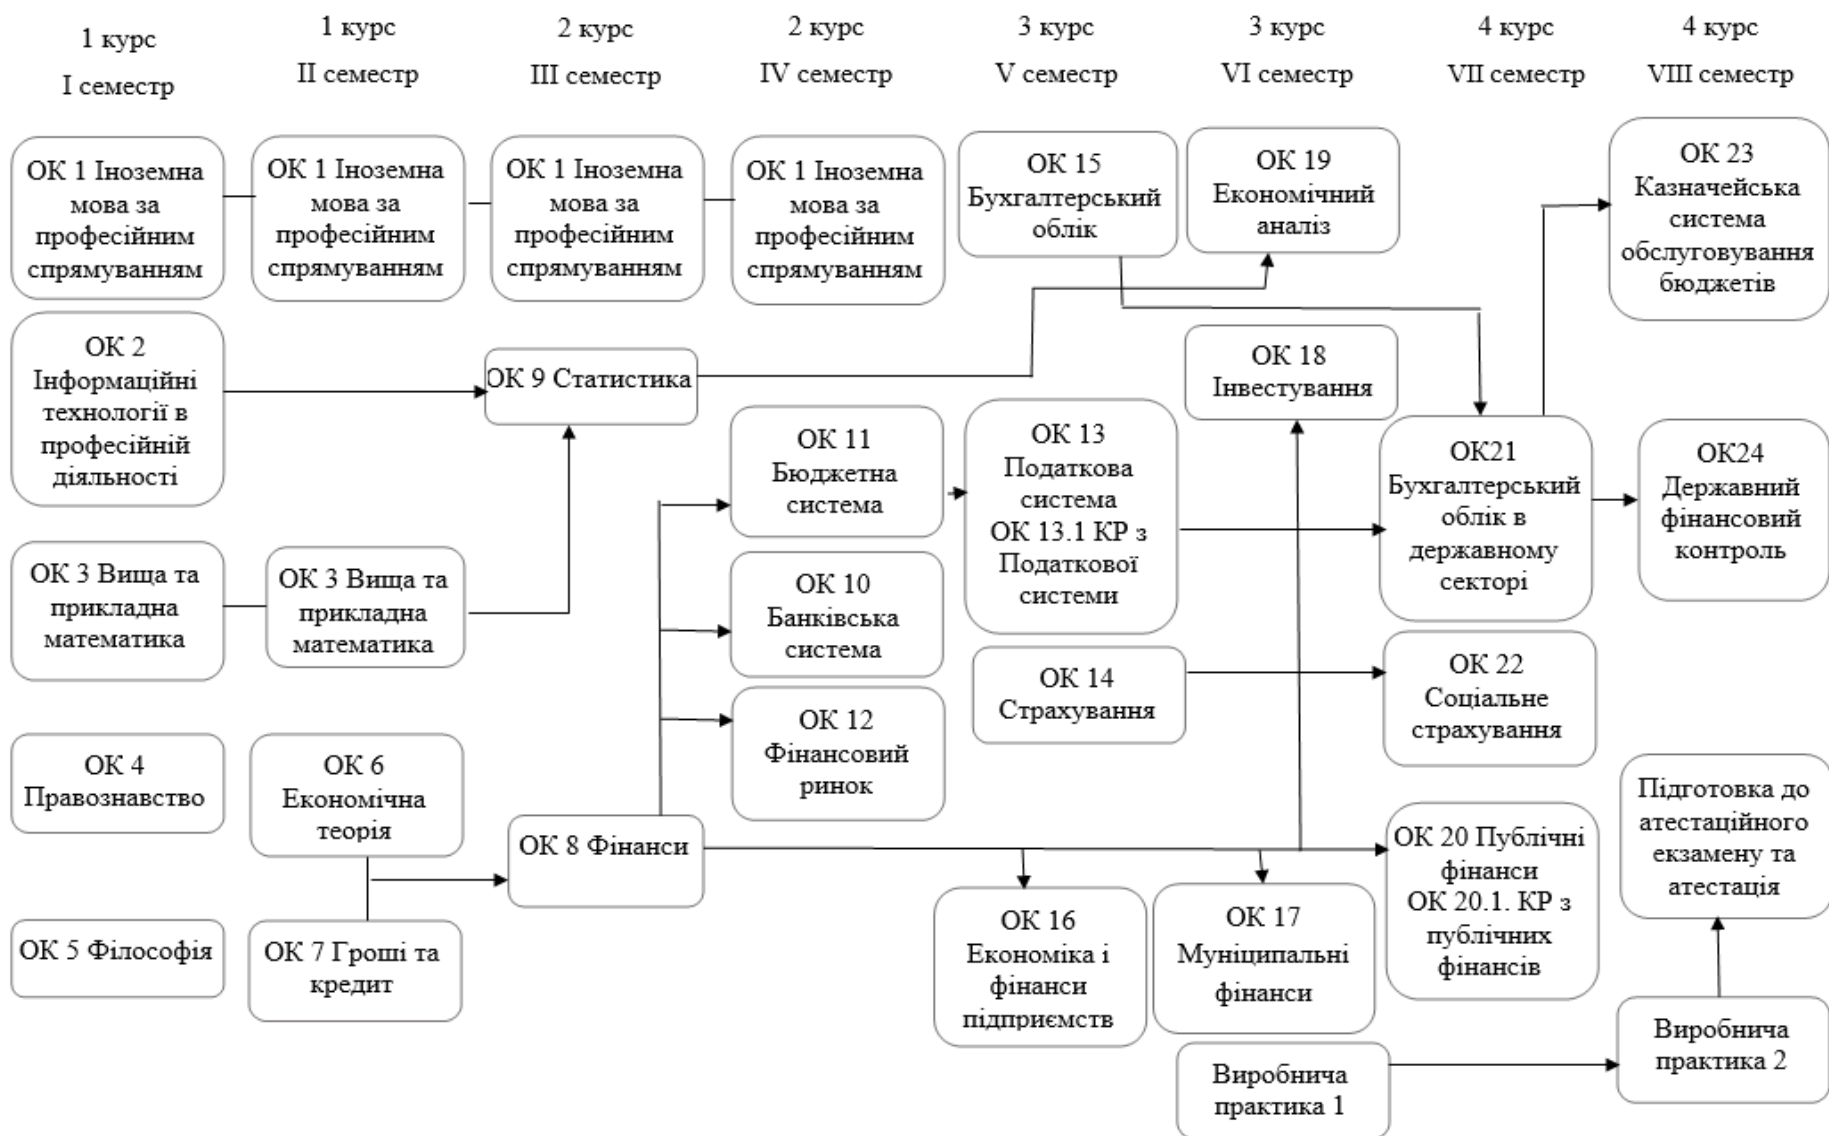 1 курс
I семестр
1 курс
II семестр
2 курс
III семестр
2 курс
IV семестр
3 курс
V семестр
3 курс
VI семестр
4 курс
VII семестр
4 курс
VIII семестр
ОК 1 Іноземна
мова за
професійним
спрямуванням
ОК 1 Іноземна
мова за
професійним
спрямуванням
ОК 1 Іноземна
мова за
професійним
спрямуванням
ОК 1 Іноземна
мова за
професійним
спрямуванням
ОК 15
Бухгалтерський
облік
ОК 19
Економічний
аналіз
ОК 23
Казначейська
система
обслуговування
бюджетів
ОК 2
Інформаційні
технології в
професійній
діяльності
ОК 9 Статистика
ОК 18
Інвестування
ОК 11
Бюджетна
система
ОК 13
Податкова
система
ОК 13.1 КР з
Податкової
системи
ОК21
Бухгалтерський
облік в
державному
секторі
ОК24
Державний
фінансовий
контроль
ОК 3 Вища та
прикладна
математика
ОК 3 Вища та
прикладна
математика
ОК 10
Банківська
система
ОК 14
Страхування
ОК 22
Соціальне
страхування
ОК 4
Правознавство
ОК 6
Економічна
теорія
ОК 12
Фінансовий
ринок
ОК 8 Фінанси
ОК 20 Публічні
фінанси
ОК 20.1. КР з
публічних
фінансів
Підготовка до
атестаційного
екзамену та
атестація
ОК 5 Філософія
ОК 7 Гроші та
кредит
ОК 16
Економіка і
фінанси
підприємств
ОК 17
Муніципальні
фінанси
Виробнича
практика 1
Виробнича
практика 2